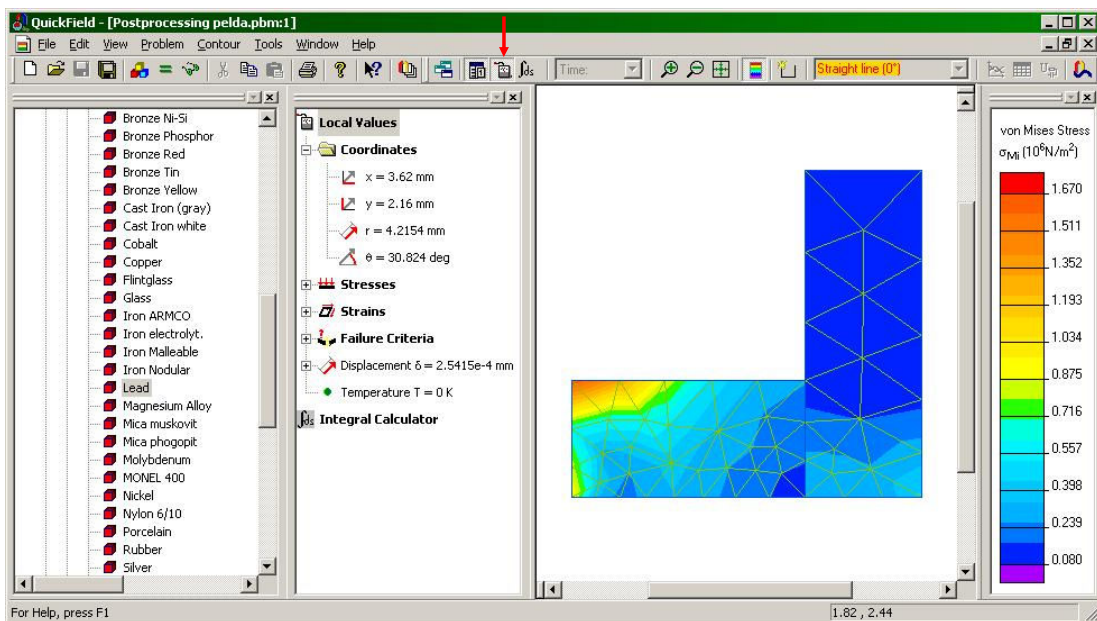 QuickField - [Postprocessing pelda.pbm:1]
File Edit View Problem Contour Tools Window Help
Time: Straight line (0°)
Bronze Ni-Si
Bronze Phosphor
Bronze Red
Bronze Tin
Bronze Yellow
Cast Iron (gray)
Cast Iron white
Cobalt
Copper
Flintglass
Glass
Iron ARMCO
Iron electrolyt.
Iron Malleable
Iron Nodular
Lead
Magnesium Alloy
Mica muskovit
Mica phogopit
Molybdenum
MONEL 400
Nickel
Nylon 6/10
Porcelain
Rubber
Silver
Local Values
Coordinates
x = 3.62 mm
y = 2.16 mm
r = 4.2154 mm
θ = 30.824 deg
Stresses
Strains
Failure Criteria
Displacement δ = 2.5415e-4 mm
Temperature T = 0 K
∫ds Integral Calculator
von Mises Stress
σMi (10⁶N/m²)
1.670
1.511
1.352
1.193
1.034
0.875
0.716
0.557
0.398
0.239
0.080
For Help, press F1
1.82 , 2.44